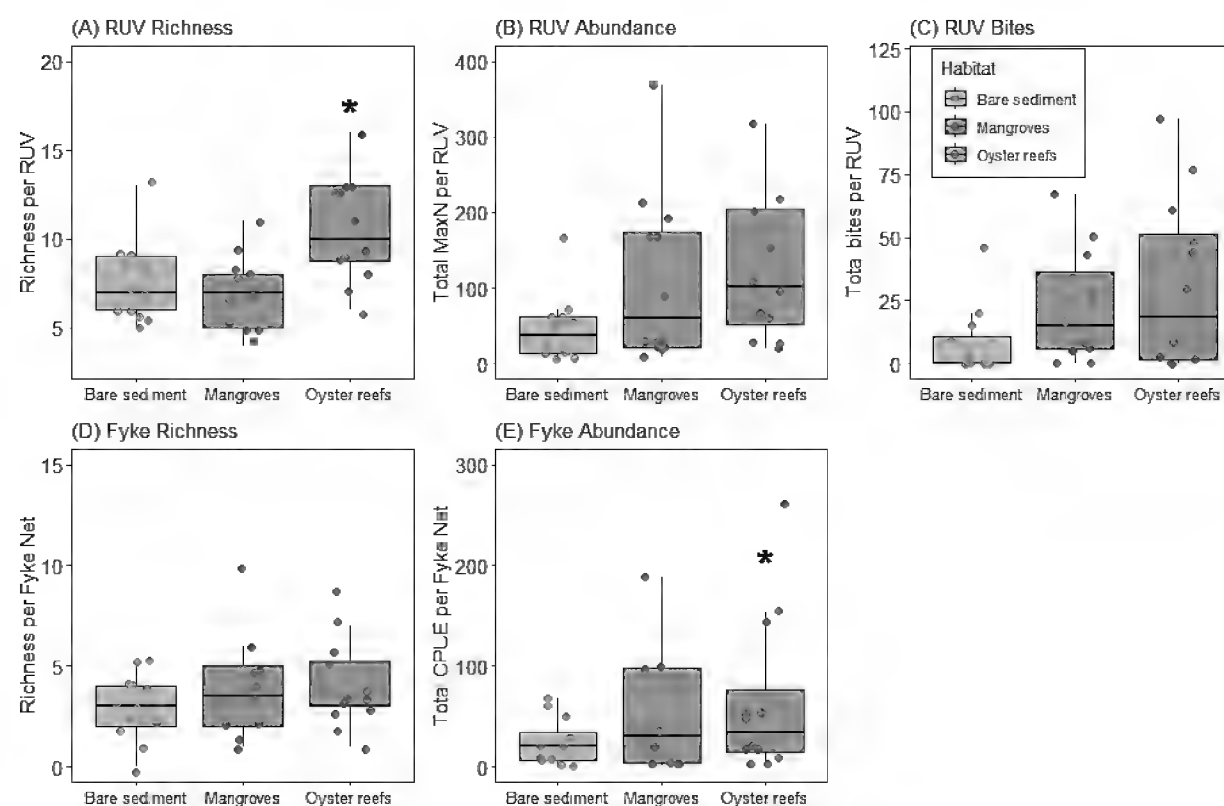 (A) RUV Richness
(B) RUV Abundance
(C) RUV Bites
Richness per RUV
20
15
10
5
*
Bare sediment Mangroves Oyster reefs
Total MaxN per RUV
400
300
200
100
0
Bare sediment Mangroves Oyster reefs
Total bites per RUV
125
100
75
50
25
0
Habitat
Bare sediment
Mangroves
Oyster reefs
Bare sediment Mangroves Oyster reefs
(D) Fyke Richness
(E) Fyke Abundance
Richness per Fyke Net
15
10
5
0
Bare sediment Mangroves Oyster reefs
Total CPUE per Fyke Net
300
200
100
0
*
Bare sediment Mangroves Oyster reefs